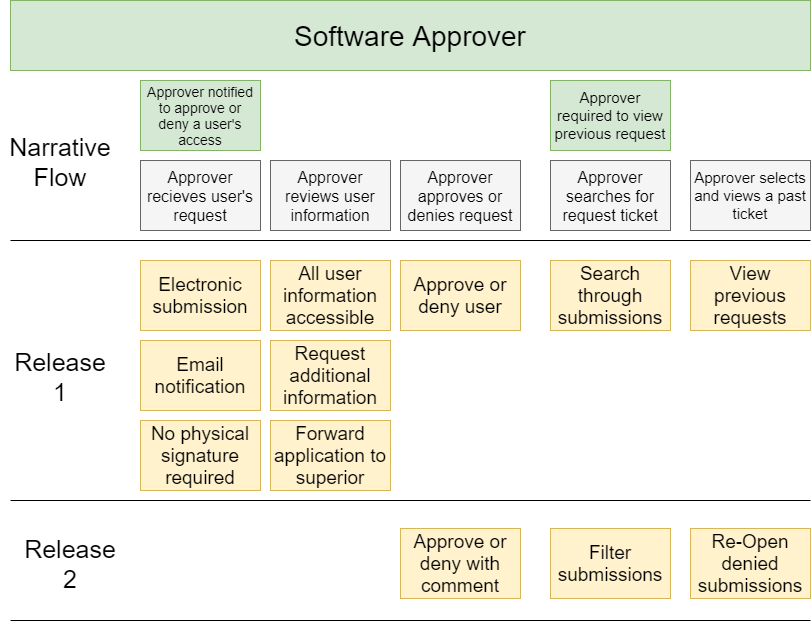 Software Approver
Approver notified
to approve or
deny a user's
access
Approver
required to view
previous request
Narrative
Flow
Approver
recieves user's
request
Approver
reviews user
information
Approver
approves or
denies request
Approver
searches for
request ticket
Approver selects
and views a past
ticket
Release
1
Electronic
submission
All user
information
accessible
Approve or
deny user
Search
through
submissions
View
previous
requests
Email
notification
Request
additional
information
No physical
signature
required
Forward
application to
superior
Release
2
Approve or
deny with
comment
Filter
submissions
Re-Open
denied
submissions